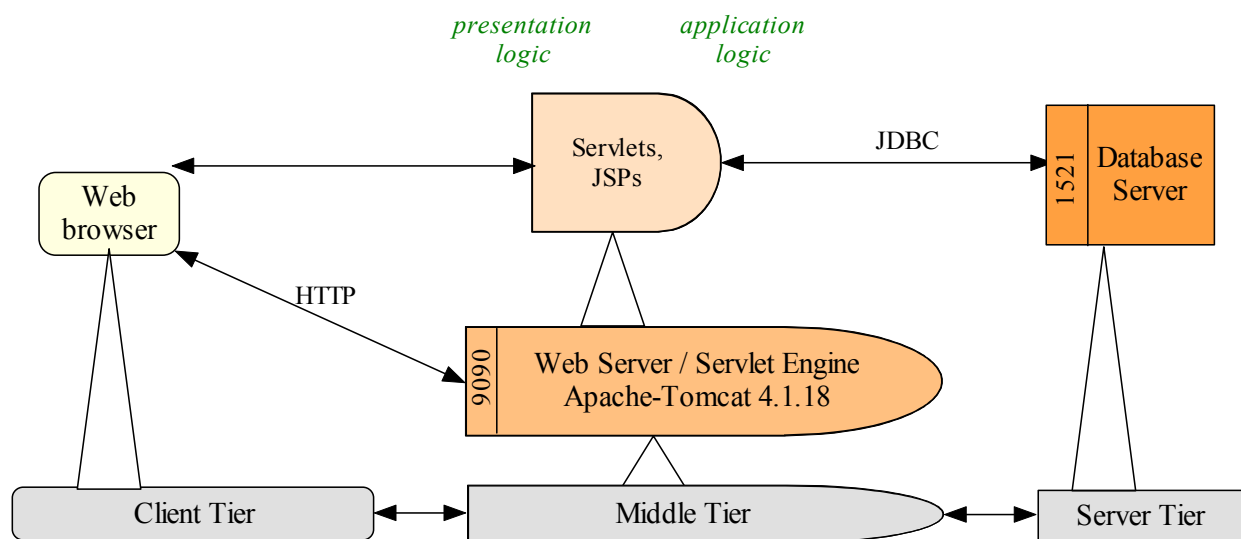 presentation
logic
application
logic
Servlets,
JSPs
JDBC
1521
Database
Server
Web
browser
HTTP
9090
Web Server / Servlet Engine
Apache-Tomcat 4.1.18
Client Tier
Middle Tier
Server Tier